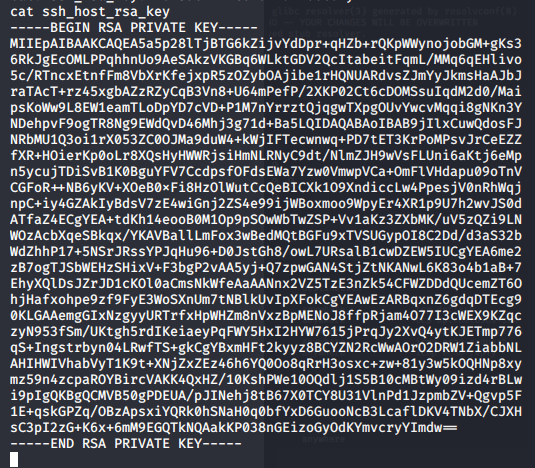 cat ssh_host_rsa_key
-----BEGIN RSA PRIVATE KEY-----
MIIEpAIBAAKCAQEA5a5p28lTjBTG6kZijvYdDpr+qHZb+rQKpWWynojobGM+gKs3
6RkJgEcOMLPPqhhnUo9AeSAkzVKGBq6WLktGDV2QcItabeitFqmL/MMq6qEHlivo
5c/RTncxEtnfFm8VbXrKfejxpR5zOZybOAjibe1rHQNUARdvsZJmYyJkmsHaAJbJ
raTAcT+rz45xgbAZzRZyCqB3Vn8+U64mPefP/2XKP02Ct6cDOMSsuIqdM2d0/Mai
psKoWw9L8EW1eamTLoDpYD7cVD+P1M7nYrrztQjqgwTXpgOUvYwcvMqqi8gNKn3Y
NDehpvF9ogTR8Ng9EWdQvD46Mhj3g71d+Ba5LQIDAQABAoIBAB9jIlxCuwQdosFJ
NRbMU1Q3oi1rX053ZC0OJMa9duW4+kWjIFTecwnwq+PD7tET3KrPoMPsvJrCeEZZ
fXR+HOierKp0oLr8XQsHyHWWRjsiHmNLRNyC9dt/NlmZJH9wVsFLUni6aKtj6eMp
n5ycujTDiSvB1K0BguYFV7CcdpsfOFdsEWa7Yzw0VmwpVCa+OmFlVHdapu09oTnV
CGFoR++NB6yKV+XOeB0×Fi8HzOlWutCcQeBICXk1O9XndiccLw4PpesjV0nRhWqj
npC+iy4GZAkIyBdsV7zE4wiGnj2ZS4e99ijWBoxmoo9WpyEr4XR1p9U7h2wvJS0d
ATfaZ4ECgYEA+tdKh14eooB0M1Op9pSOwWbTwZSP+Vv1aKz3ZXbMK/uV5zQZi9LN
WOzAcbXqeSBkqx/YKAVBallLmFox3wBedMQtBGFu9xTVSUGypOI8C2Dd/d3aS32b
WdZhhP17+5NSrJRssYPJqHu96+D0JstGh8/owL7URsalB1cwDZEW5IUCgYEA6me2
zB7ogTJSbWEHzSHixV+F3bgP2vAA5yj+Q7zpwGAN4StjZtNKANwL6K83o4b1aB+7
EhyXQlDsJZrJD1cKOl0aCmsNkWfeAaAANnx2VZ5TzE3nZk54CFWZDDdQUcemZT6O
hjHafxohpe9zf9FyE3WoSXnUm7tNBlkUvIpXFokCgYEAwEzARBqxnZ6gdqDTEcg9
0KLGAAemgGIxNzgyyURTrfxHpWHZm8nVxzBpMENoJ8ffpRjam4O77I3cWEX9KZqc
zyN953fSm/UKtgh5rdIKeiaeyPqFWY5HxI2HYW7615jPrqJy2XvQ4ytKJETmp776
qS+Ingstrbyn04LRwfTS+gkCgYBxmHFt2kyyz8BCYZN2RcWwAOrO2DRW1ZiabbNL
AHIHWIVhabVyT1K9t+XNjZxZEz46h6YQ0Oo8qRrH3osxc+zw+81y3w5kOQHNp8xy
mz59n4zcpaROYBircVAKK4QxHZ/10KshPWe10OQdlj1S5B10cMBtWy09izd4rBLw
i9pIgQKBgQCMVB50gPDEUA/pJINehj8tB67X0TCY8U31VlnPd1JzpmbZV+Qgvp5F
1E+qskGPZq/OBzApsxiYQRk0hSNaH0q0bfYxD6GuooNcB3LcaflDKV4TNbX/CJXH
sC3pI2zG+K6x+6mM9EGQTkNQAakKP038nGEizoGyOdKYmvcryYImdw==
-----END RSA PRIVATE KEY-----